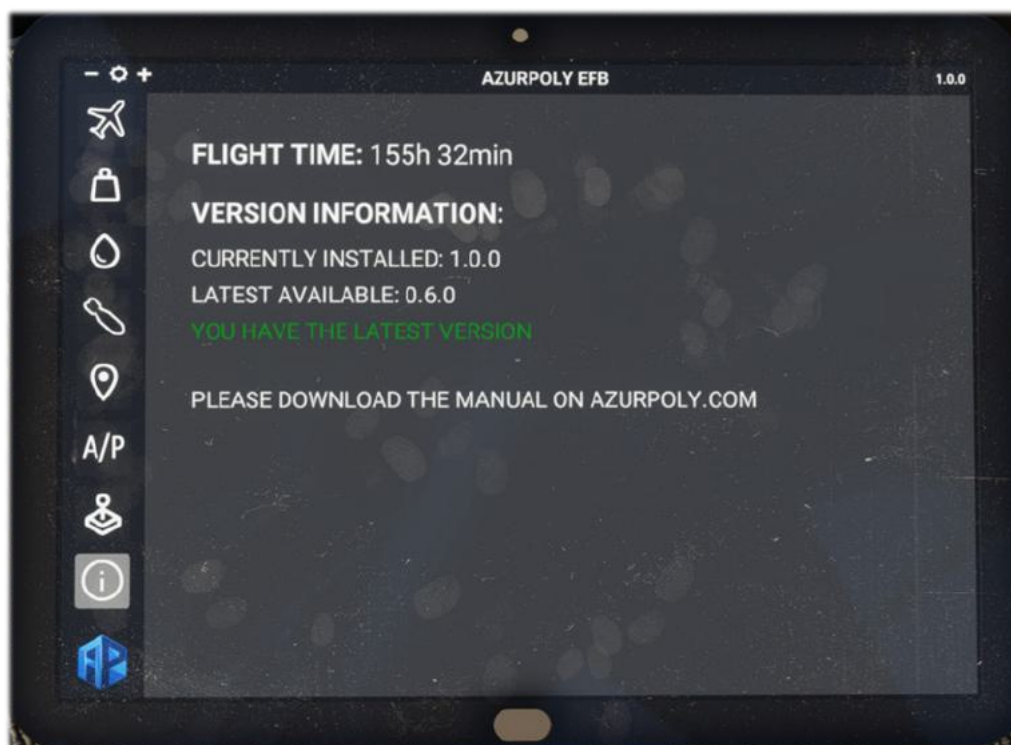 AZURPOLY EFB
1.0.0
FLIGHT TIME: 155h 32min
VERSION INFORMATION:
CURRENTLY INSTALLED: 1.0.0
LATEST AVAILABLE: 0.6.0
YOU HAVE THE LATEST VERSION
PLEASE DOWNLOAD THE MANUAL ON AZURPOLY.COM
A/P
i
AP